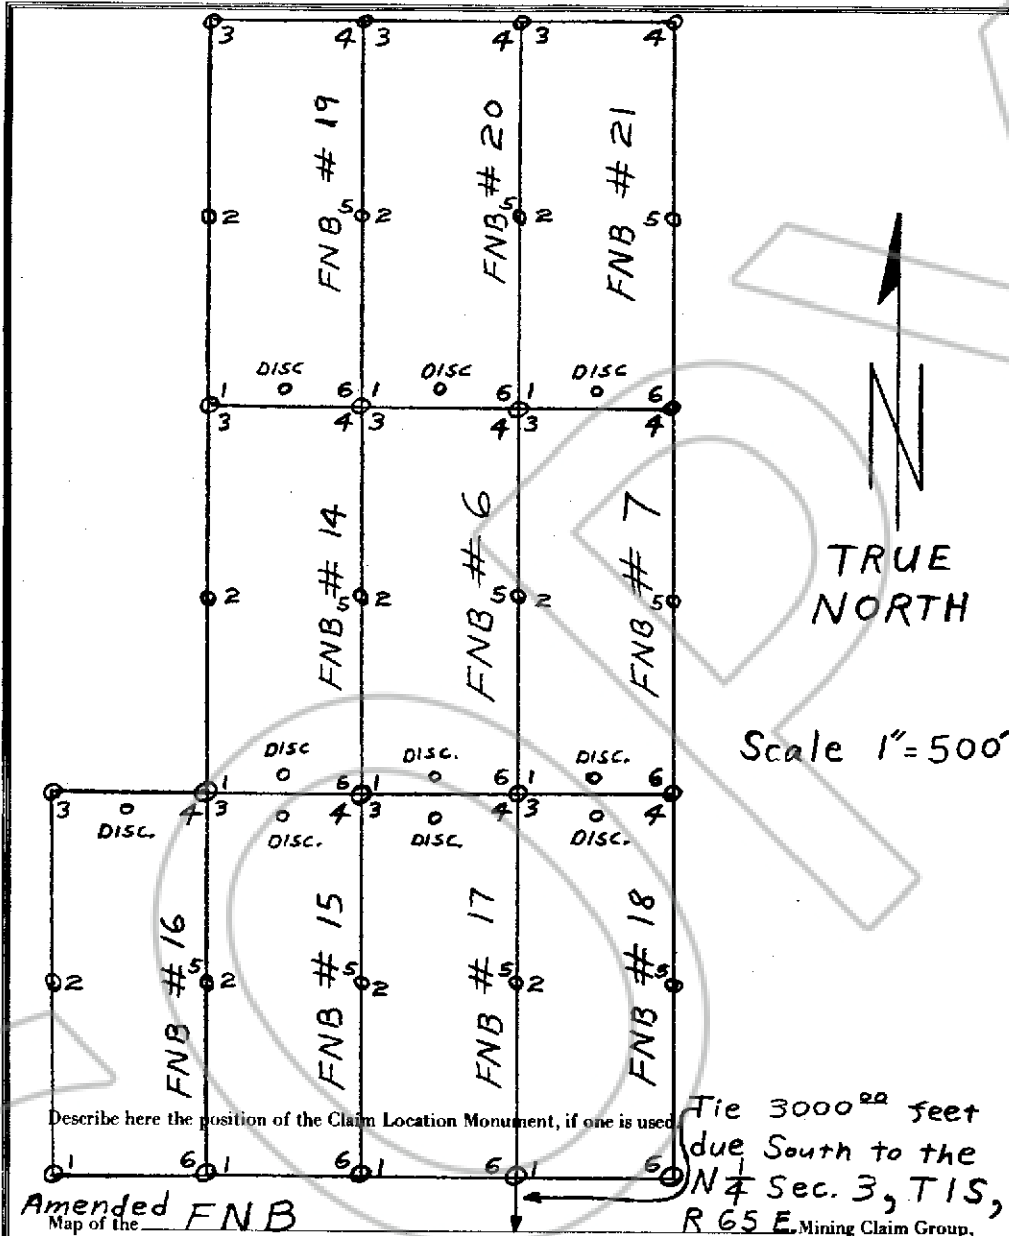 3 4 3 4 3 4
FNB # 19
FNB # 20
FNB # 21
2 5 2 5 2 5
DISC DISC DISC
1 6 1 6 1 6
3 4 3 4 3 4
FNB # 14
FNB # 6
FNB # 7
2 5 2 5 2 5
N
TRUE
NORTH
Scale 1" = 500'
DISC DISC. DISC.
1 6 1 6 1 6
3 4 3 4 3 4 3 4
DISC. DISC. DISC. DISC.
FNB # 16
FNB # 15
FNB # 17
FNB # 18
2 5 2 5 2 5 2 5
Describe here the position of the Claim Location Monument, if one is used
1 6 1 6 1 6 1 6
Tie 3000⁰⁰ feet
due South to the
N 1/4 Sec. 3, T1S,
R 65 E Mining Claim Group,
Amended
Map of the FNB